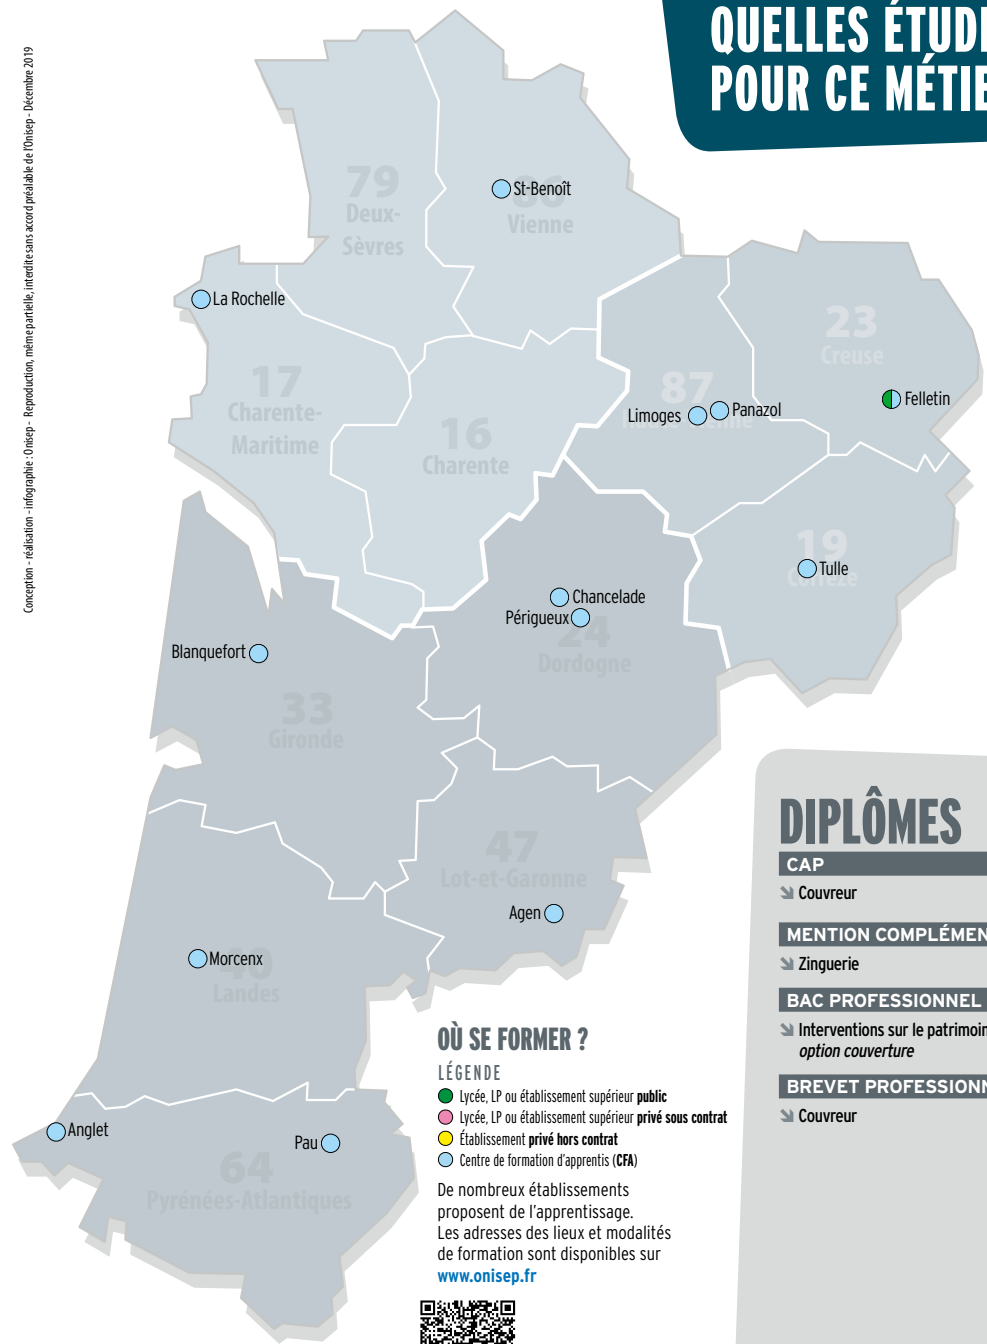 QUELLES ÉTUD
POUR CE MÉTIE
Conception - réalisation - infographie : Onisep - Reproduction, même partielle, interdite sans accord préalable de l'Onisep - Décembre 2019
79
Deux-
Sèvres
86
Vienne
St-Benoît
La Rochelle
17
Charente-
Maritime
16
Charente
23
Creuse
Felletin
87
Limoges
Panazol
19
Corrèze
Tulle
Chancelade
Périgueux
24
Dordogne
Blanquefort
33
Gironde
47
Lot-et-Garonne
Agen
40
Landes
Morcenx
Anglet
Pau
64
Pyrénées-Atlantiques
OÙ SE FORMER ?
LÉGENDE
Lycée, LP ou établissement supérieur public
Lycée, LP ou établissement supérieur privé sous contrat
Établissement privé hors contrat
Centre de formation d'apprentis (CFA)
De nombreux établissements
proposent de l'apprentissage.
Les adresses des lieux et modalités
de formation sont disponibles sur
www.onisep.fr
DIPLÔMES
CAP
Couvreur
MENTION COMPLÉMEN
Zinguerie
BAC PROFESSIONNEL
Interventions sur le patrimoin
option couverture
BREVET PROFESSIONN
Couvreur